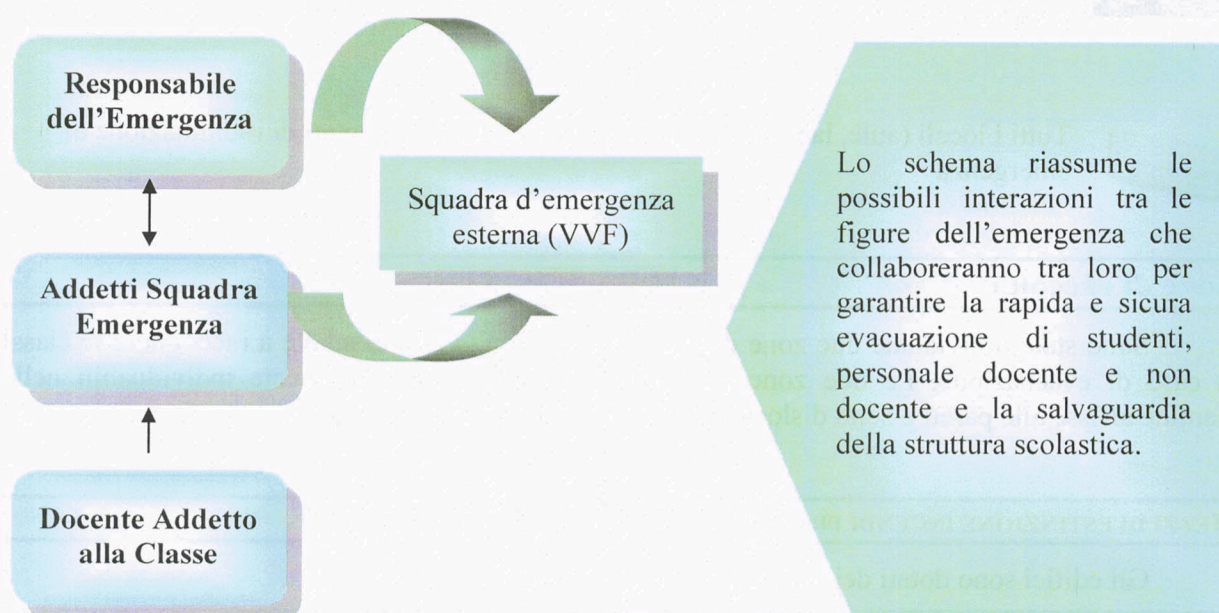 Responsabile
dell'Emergenza
Squadra d'emergenza
esterna (VVF)
Addetti Squadra
Emergenza
Docente Addetto
alla Classe
Lo schema riassume le
possibili interazioni tra le
figure dell'emergenza che
collaboreranno tra loro per
garantire la rapida e sicura
evacuazione di studenti,
personale docente e non
docente e la salvaguardia
della struttura scolastica.